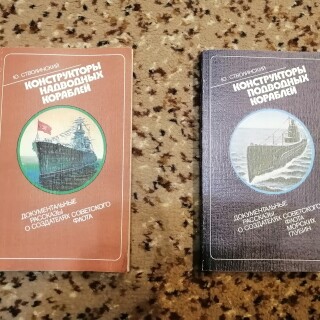 Ю. СТВОЛИНСКИЙ
КОНСТРУКТОРЫ
НАДВОДНЫХ
КОРАБЛЕЙ
ДОКУМЕНТАЛЬНЫЕ
РАССКАЗЫ
О СОЗДАТЕЛЯХ СОВЕТСКОГО
ФЛОТА
Ю. СТВОЛИНСКИЙ
КОНСТРУКТОРЫ
ПОДВОДНЫХ
КОРАБЛЕЙ
ДОКУМЕНТАЛЬНЫЕ
РАССКАЗЫ
О СОЗДАТЕЛЯХ СОВЕТСКОГО
ФЛОТА
МОРСКИХ
ГЛУБИН